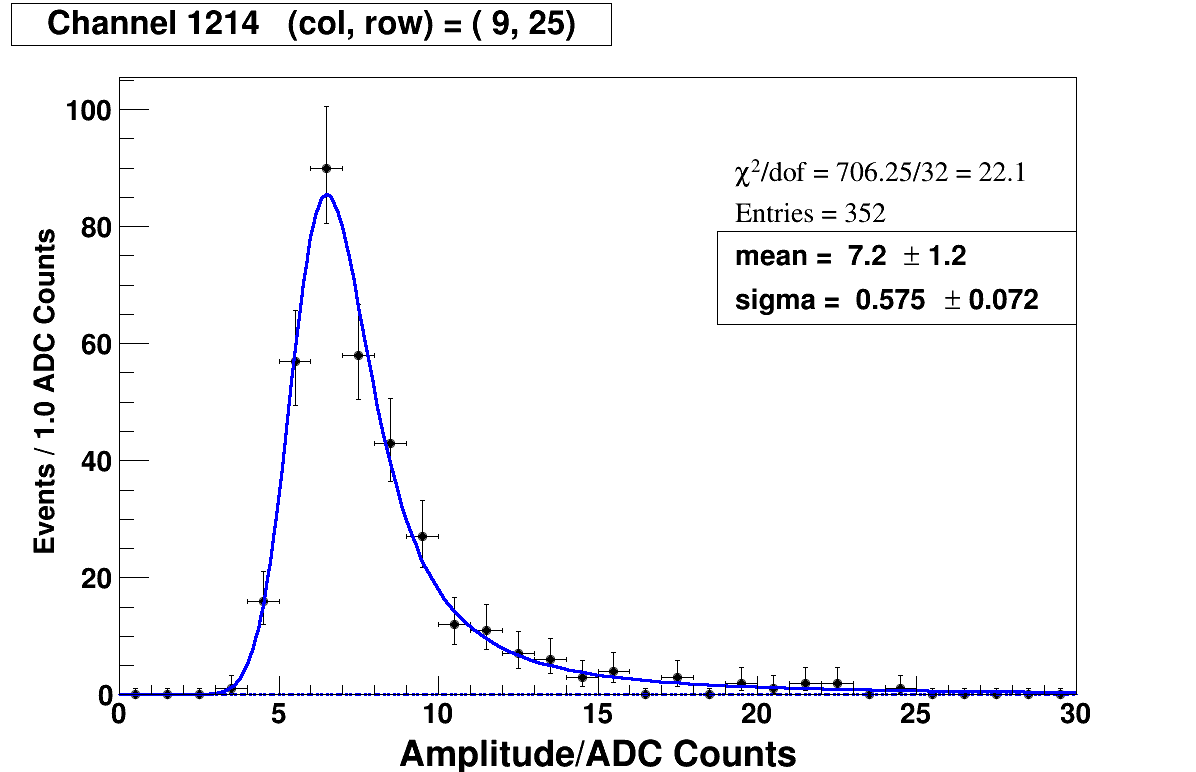 Channel 1214 (col, row) = ( 9, 25)
χ²/dof = 706.25/32 = 22.1
Entries = 352
mean = 7.2 ± 1.2
sigma = 0.575 ± 0.072
Events / 1.0 ADC Counts
100
80
60
40
20
0
0 5 10 15 20 25 30
Amplitude/ADC Counts